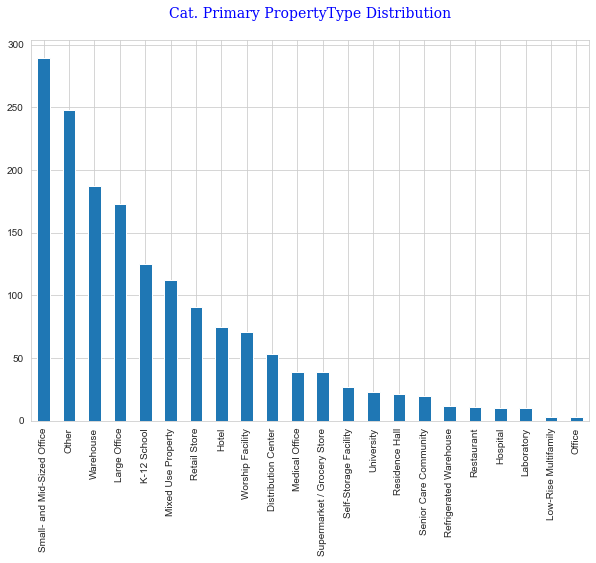 Cat. Primary PropertyType Distribution
300
250
200
150
100
50
0
Small- and Mid-Sized Office
Other
Warehouse
Large Office
K-12 School
Mixed Use Property
Retail Store
Hotel
Worship Facility
Distribution Center
Medical Office
Supermarket / Grocery Store
Self-Storage Facility
University
Residence Hall
Senior Care Community
Refrigerated Warehouse
Restaurant
Hospital
Laboratory
Low-Rise Multifamily
Office